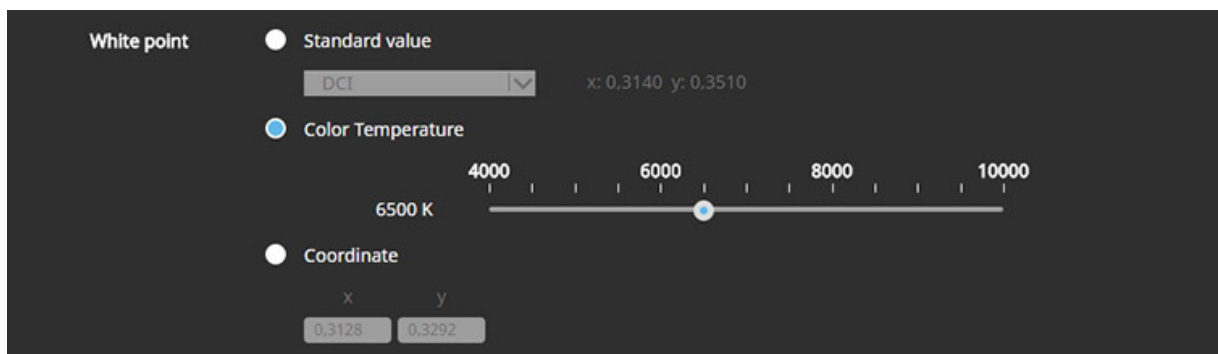 White point Standard value
DCI x: 0,3140 y: 0,3510
Color Temperature
4000 6000 8000 10000
6500 K
Coordinate
x y
0,3128 0,3292